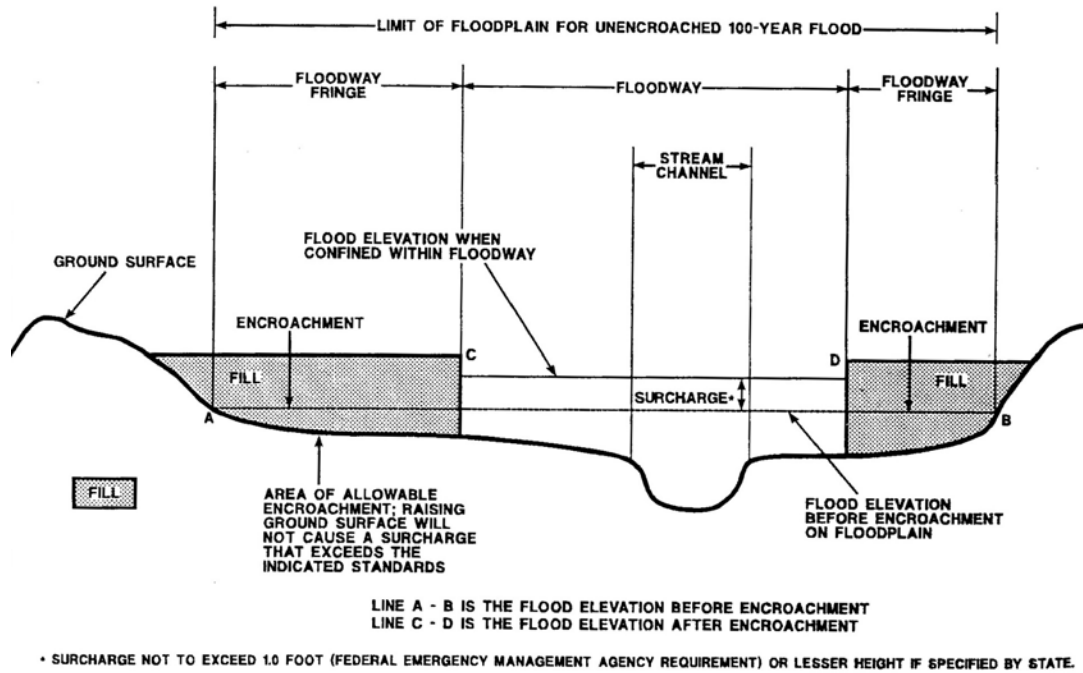 LIMIT OF FLOODPLAIN FOR UNENCROACHED 100-YEAR FLOOD
FLOODWAY
FRINGE
FLOODWAY
FLOODWAY
FRINGE
STREAM
CHANNEL
FLOOD ELEVATION WHEN
CONFINED WITHIN FLOODWAY
GROUND SURFACE
ENCROACHMENT
ENCROACHMENT
C
D
FILL
SURCHARGE*
FILL
A
B
FILL
AREA OF ALLOWABLE
ENCROACHMENT; RAISING
GROUND SURFACE WILL
NOT CAUSE A SURCHARGE
THAT EXCEEDS THE
INDICATED STANDARDS
FLOOD ELEVATION
BEFORE ENCROACHMENT
ON FLOODPLAIN
LINE A - B IS THE FLOOD ELEVATION BEFORE ENCROACHMENT
LINE C - D IS THE FLOOD ELEVATION AFTER ENCROACHMENT
* SURCHARGE NOT TO EXCEED 1.0 FOOT (FEDERAL EMERGENCY MANAGEMENT AGENCY REQUIREMENT) OR LESSER HEIGHT IF SPECIFIED BY STATE.